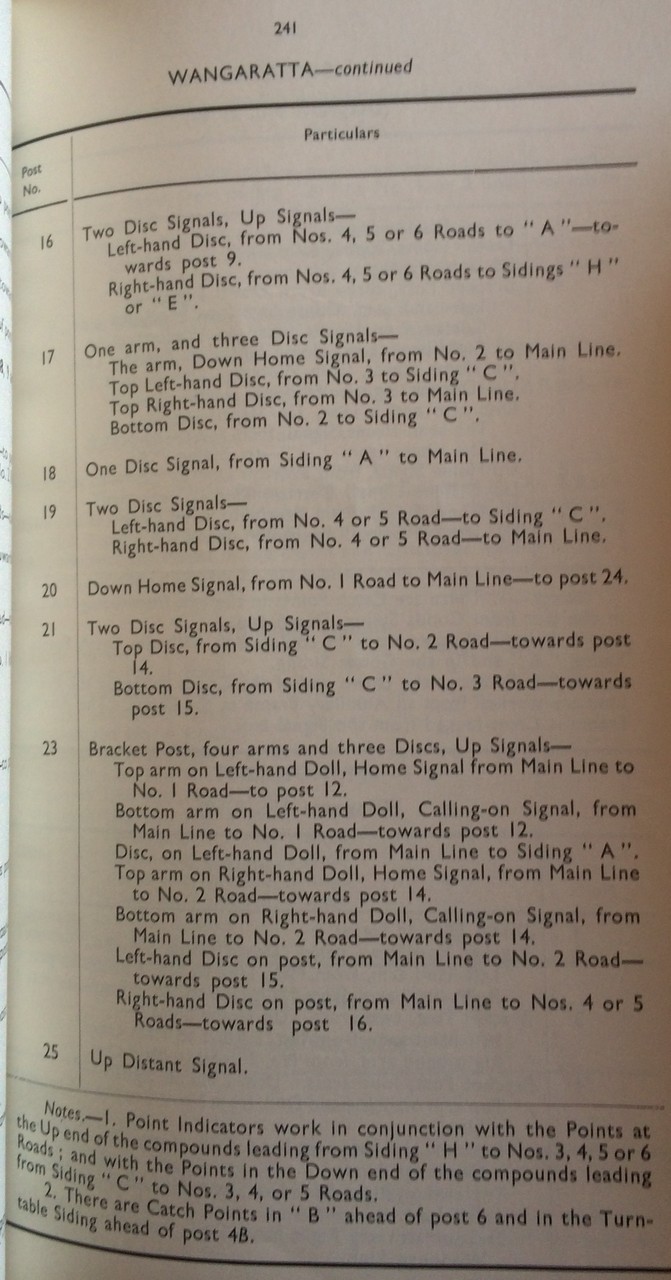 241
WANGARATTA—continued
Post
No.
Particulars
16 Two Disc Signals, Up Signals—
Left-hand Disc, from Nos. 4, 5 or 6 Roads to " A "—to-
wards post 9.
Right-hand Disc, from Nos. 4, 5 or 6 Roads to Sidings " H "
or " E ".
17 One arm, and three Disc Signals—
The arm, Down Home Signal, from No. 2 to Main Line.
Top Left-hand Disc, from No. 3 to Siding " C ".
Top Right-hand Disc, from No. 3 to Main Line.
Bottom Disc, from No. 2 to Siding " C ".
18 One Disc Signal, from Siding " A " to Main Line.
19 Two Disc Signals—
Left-hand Disc, from No. 4 or 5 Road—to Siding " C ".
Right-hand Disc, from No. 4 or 5 Road—to Main Line.
20 Down Home Signal, from No. 1 Road to Main Line—to post 24.
21 Two Disc Signals, Up Signals—
Top Disc, from Siding " C " to No. 2 Road—towards post
14.
Bottom Disc, from Siding " C " to No. 3 Road—towards
post 15.
23 Bracket Post, four arms and three Discs, Up Signals—
Top arm on Left-hand Doll, Home Signal from Main Line to
No. 1 Road—to post 12.
Bottom arm on Left-hand Doll, Calling-on Signal, from
Main Line to No. 1 Road—towards post 12.
Disc, on Left-hand Doll, from Main Line to Siding " A ".
Top arm on Right-hand Doll, Home Signal, from Main Line
to No. 2 Road—towards post 14.
Bottom arm on Right-hand Doll, Calling-on Signal, from
Main Line to No. 2 Road—towards post 14.
Left-hand Disc on post, from Main Line to No. 2 Road—
towards post 15.
Right-hand Disc on post, from Main Line to Nos. 4 or 5
Roads—towards post 16.
25 Up Distant Signal.
Notes.—1. Point Indicators work in conjunction with the Points at
the Up end of the compounds leading from Siding " H " to Nos. 3, 4, 5 or 6
Roads ; and with the Points in the Down end of the compounds leading
from Siding " C " to Nos. 3, 4, or 5 Roads.
2. There are Catch Points in " B " ahead of post 6 and in the Turn-
table Siding ahead of post 4B.